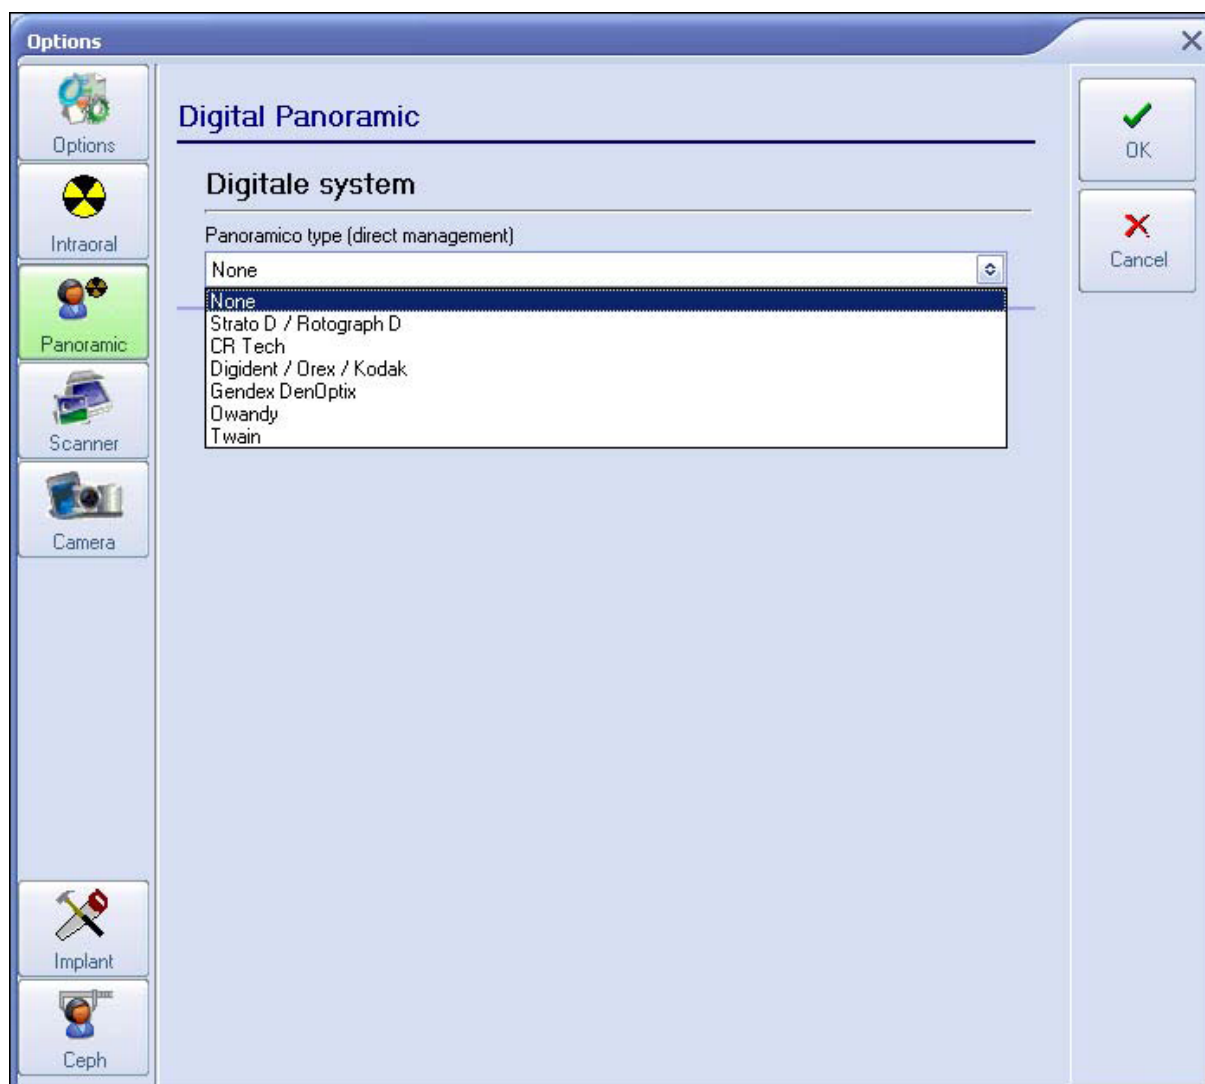 Options
Options
Intraoral
Panoramic
Scanner
Camera
Implant
Ceph
Digital Panoramic
Digitale system
Panoramico type (direct management)
None
None
Strato D / Rotograph D
CR Tech
Digident / Orex / Kodak
Gendex DenOptix
Owandy
Twain
OK
Cancel